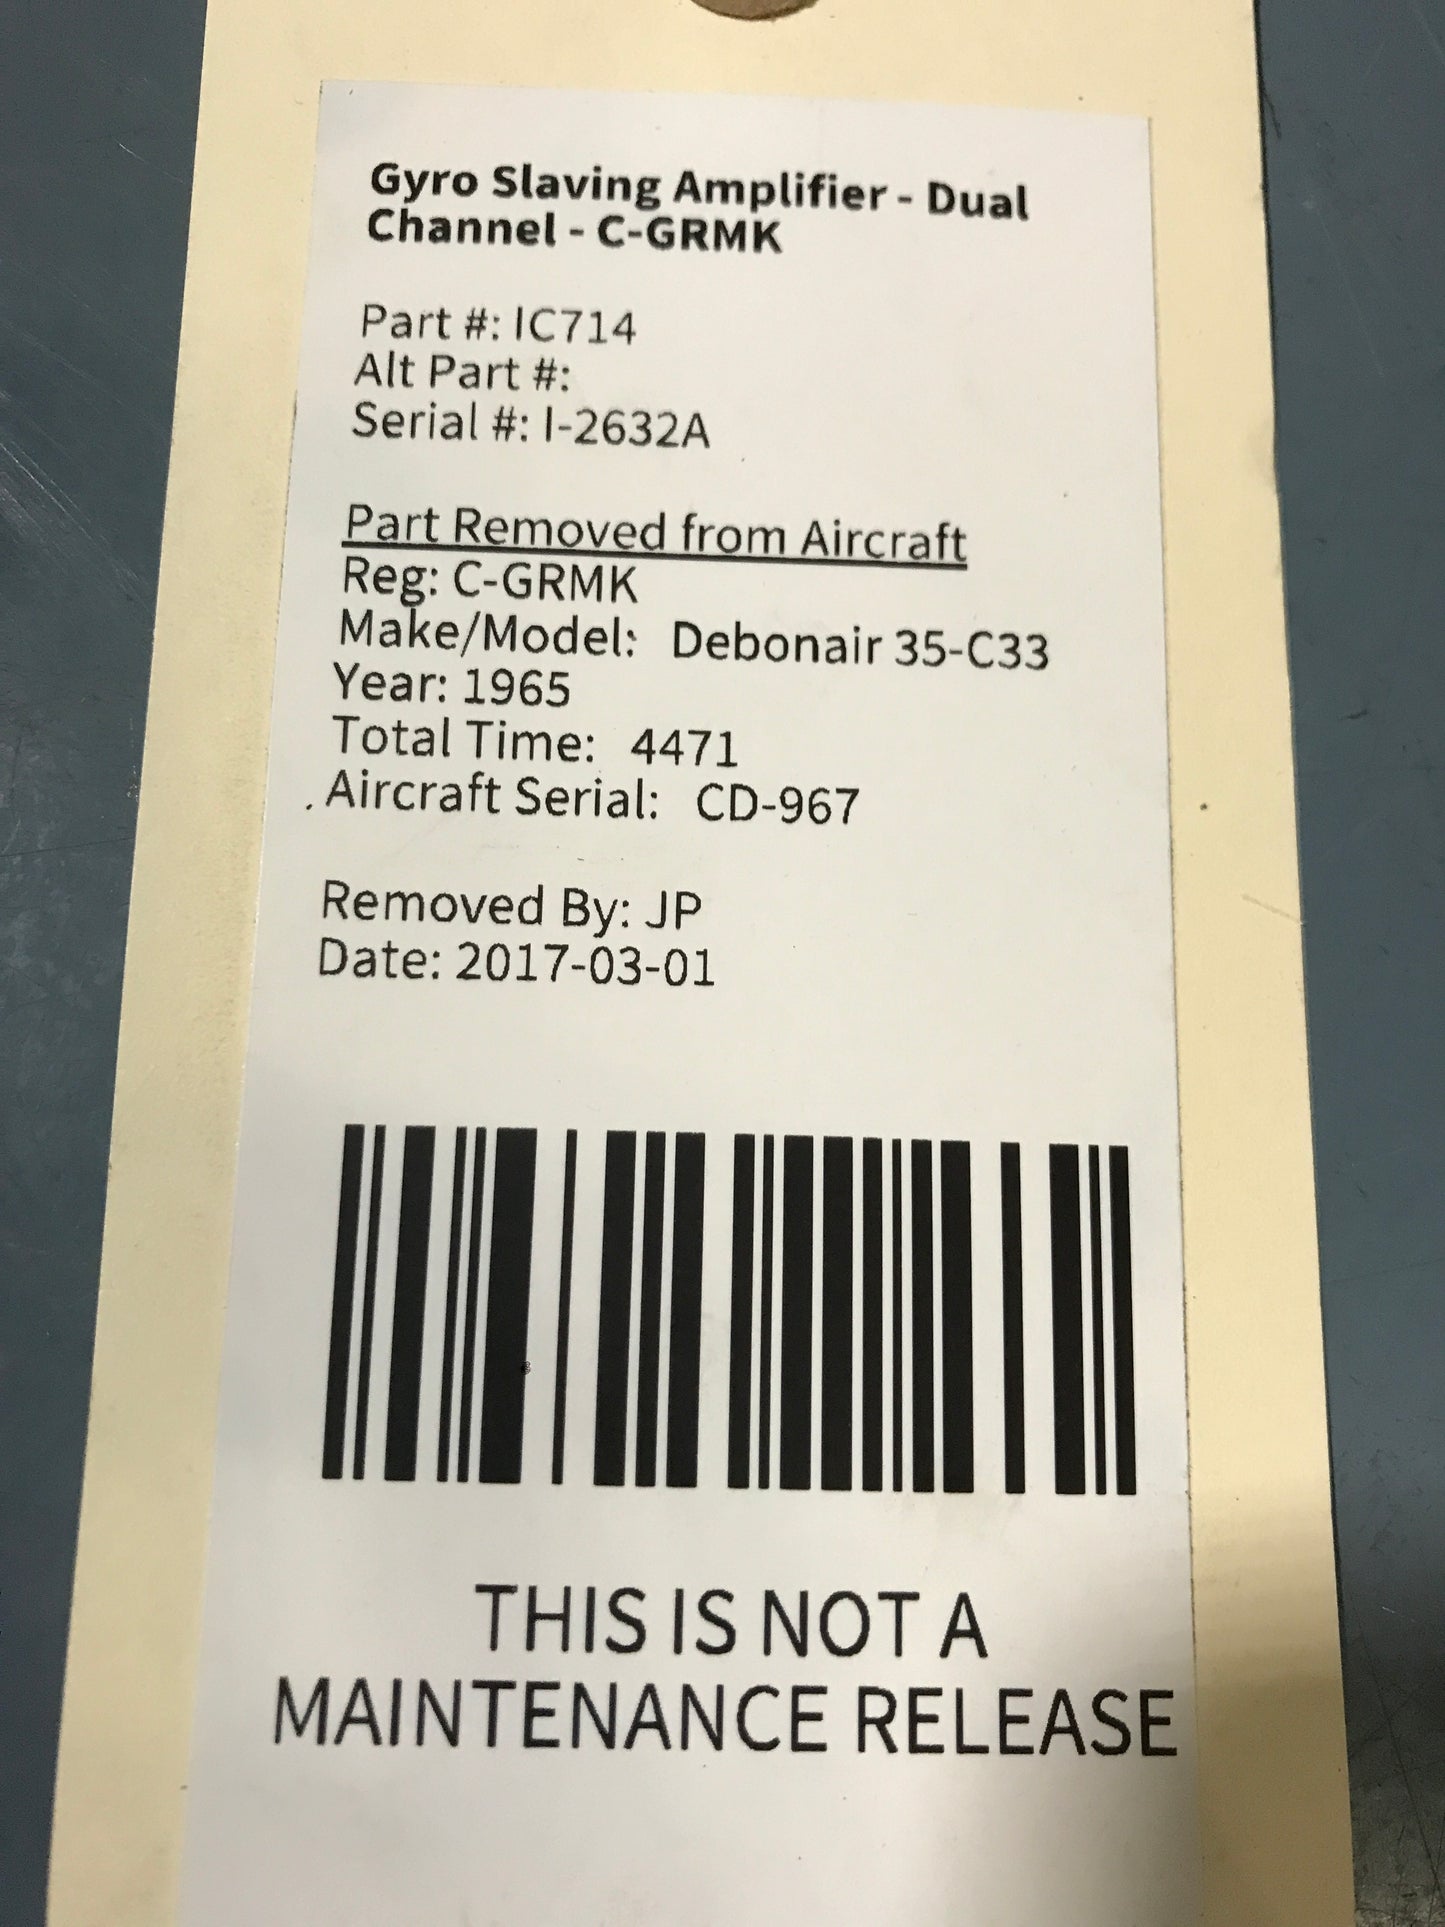 Gyro Slaving Amplifier - Dual
Channel - C-GRMK
Part #: IC714
Alt Part #:
Serial #: I-2632A
Part Removed from Aircraft
Reg: C-GRMK
Make/Model: Debonair 35-C33
Year: 1965
Total Time: 4471
Aircraft Serial: CD-967
Removed By: JP
Date: 2017-03-01
THIS IS NOT A
MAINTENANCE RELEASE